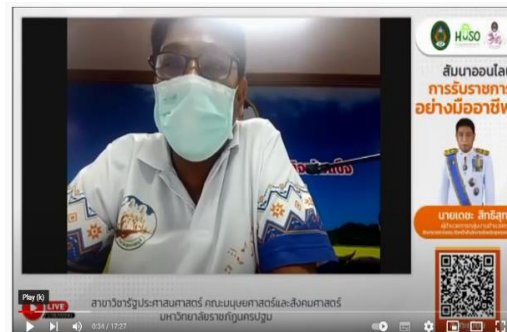 HUSO
สัมนาออนไลน์
การรับราชการ
อย่างมืออาชีพ
นายเดชะ สิทธิสุทธิ์
Play (k)
LIVE
สาขาวิชารัฐประศาสนศาสตร์ คณะมนุษยศาสตร์และสังคมศาสตร์
มหาวิทยาลัยราชภัฏนครปฐม
0:34 / 17:27